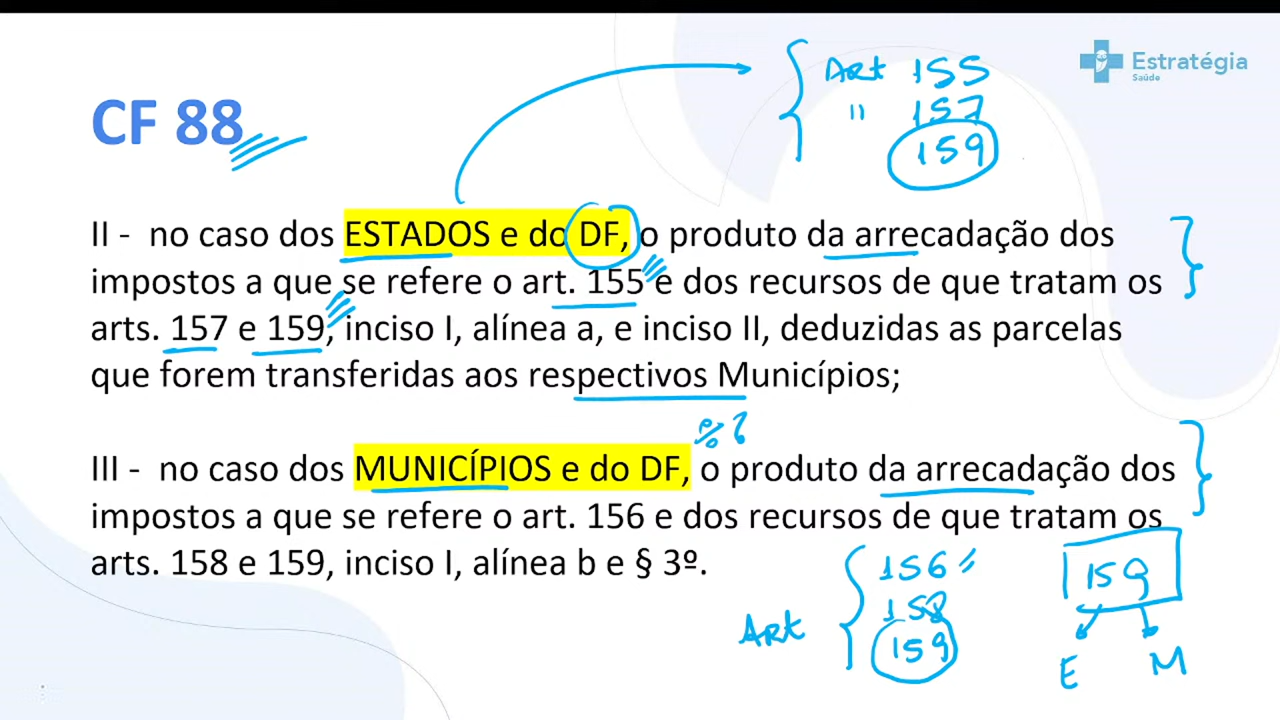 Art 155
" 157
159
Estratégia
Saúde
CF 88
II - no caso dos ESTADOS e do DF, o produto da arrecadação dos
impostos a que se refere o art. 155 e dos recursos de que tratam os
arts. 157 e 159, inciso I, alínea a, e inciso II, deduzidas as parcelas
que forem transferidas aos respectivos Municípios;
III - no caso dos MUNICÍPIOS e do DF, o produto da arrecadação dos
impostos a que se refere o art. 156 e dos recursos de que tratam os
arts. 158 e 159, inciso I, alínea b e § 3º.
Art
156
158
159
159
E M